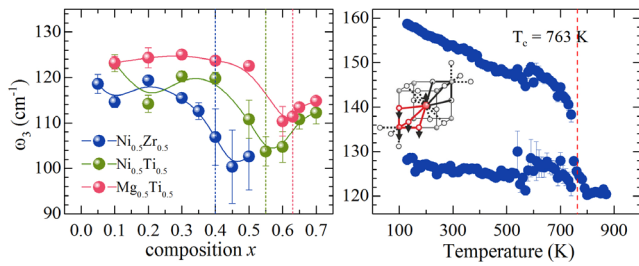 130
120
110
100
90
ω₃ (cm⁻¹)
Ni₀.₅Zr₀.₅
Ni₀.₅Ti₀.₅
Mg₀.₅Ti₀.₅
0.0 0.1 0.2 0.3 0.4 0.5 0.6 0.7
composition x
160
150
140
130
120
T_c = 763 K
100 300 500 700 900
Temperature (K)